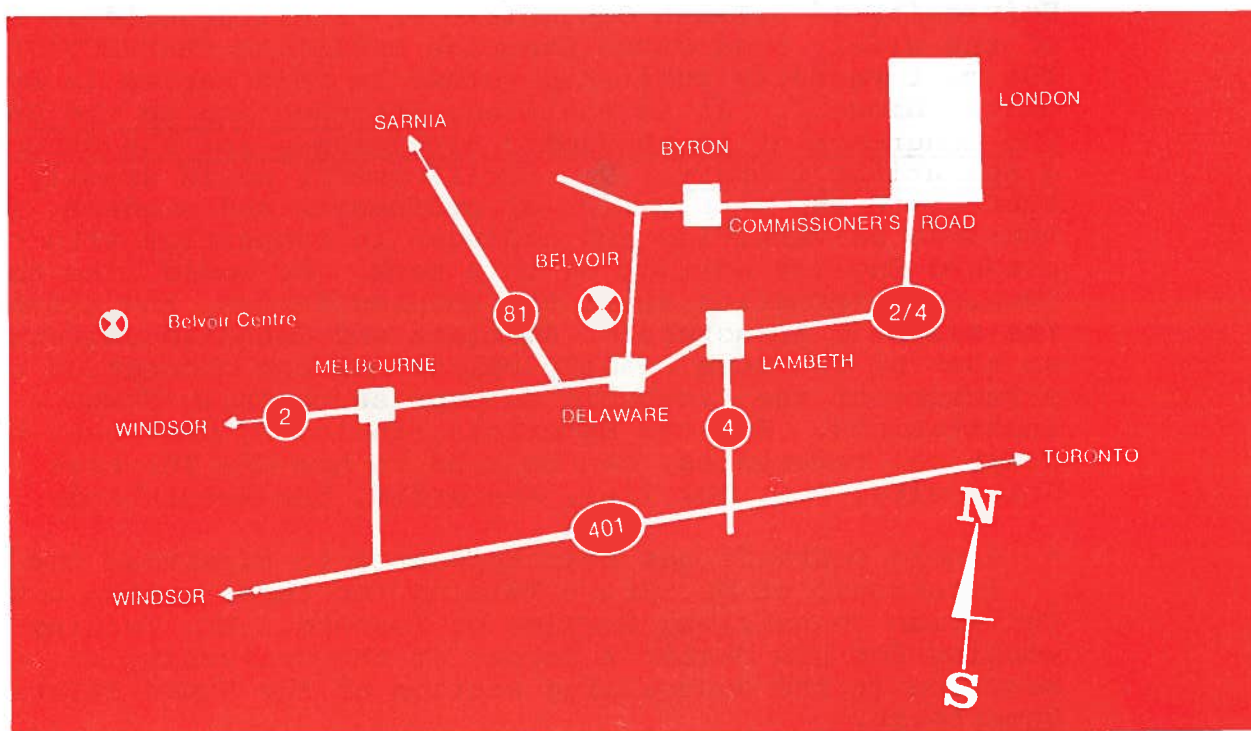 LONDON
SARNIA
BYRON
COMMISSIONER'S ROAD
BELVOIR
81
2/4
Belvoir Centre
MELBOURNE
LAMBETH
2
WINDSOR
DELAWARE
4
TORONTO
401
N
WINDSOR
S